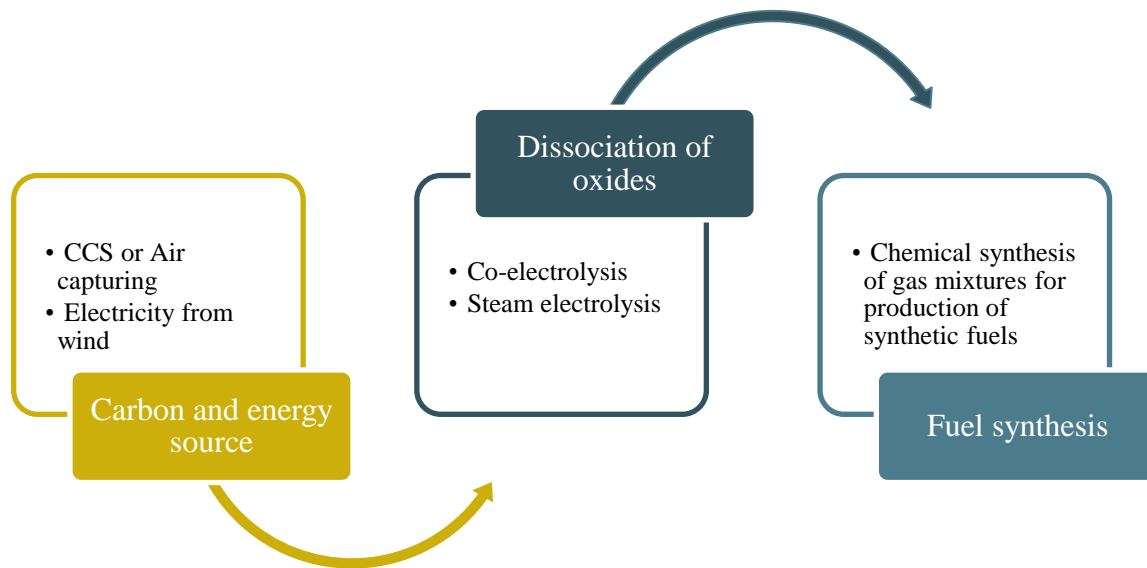 • CCS or Air
capturing
• Electricity from
wind
Carbon and energy
source
Dissociation of
oxides
• Co-electrolysis
• Steam electrolysis
• Chemical synthesis
of gas mixtures for
production of
synthetic fuels
Fuel synthesis